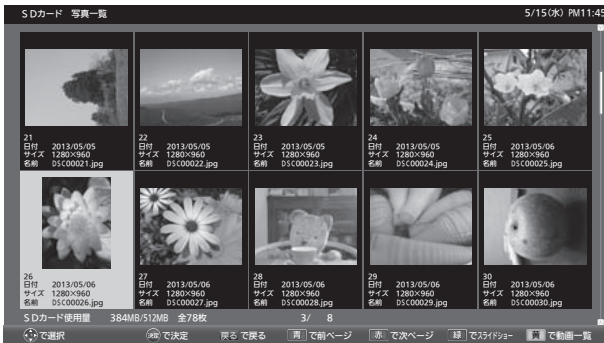 SDカード 写真一覧 5/15(水) PM11:45
21
日付 2013/05/05
サイズ 1280×960
名前 DSC00021.jpg
22
日付 2013/05/05
サイズ 1280×960
名前 DSC00022.jpg
23
日付 2013/05/05
サイズ 1280×960
名前 DSC00023.jpg
24
日付 2013/05/05
サイズ 1280×960
名前 DSC00024.jpg
25
日付 2013/05/06
サイズ 1280×960
名前 DSC00025.jpg
26
日付 2013/05/06
サイズ 1280×960
名前 DSC00026.jpg
27
日付 2013/05/06
サイズ 1280×960
名前 DSC00027.jpg
28
日付 2013/05/06
サイズ 1280×960
名前 DSC00028.jpg
29
日付 2013/05/06
サイズ 1280×960
名前 DSC00029.jpg
30
日付 2013/05/06
サイズ 1280×960
名前 DSC00030.jpg
SDカード使用量 384MB/512MB 全78枚 3/ 8
で選択 決定 で決定 戻る で戻る 青 で前ページ 赤 で次ページ 緑 でスライドショー 黄 で動画一覧